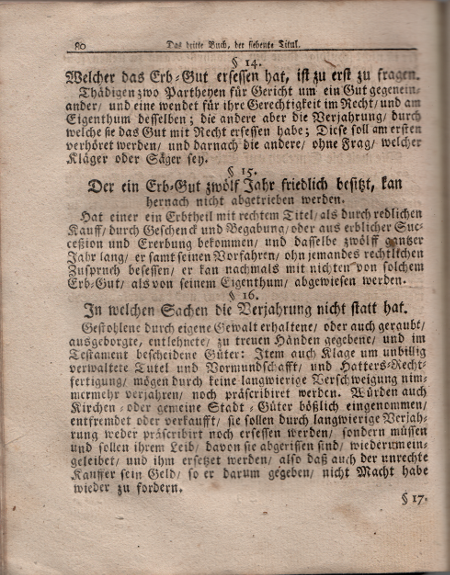 80 Das dritte Buch, der siebente Titul.
§ 14.
Welcher das Erb-Gut ersessen hat, ist zu erst zu fragen.
Thädigen zwo Partheyen für Gericht um ein Gut gegenein-
ander/ und eine wendet für ihre Gerechtigkeit im Recht/ und am
Eigenthum desselben; die andere aber die Verjahrung/ durch
welche sie das Gut mit Recht ersessen habe; Diese soll am ersten
verhöret werden/ und darnach die andere/ ohne Frag/ welcher
Kläger oder Säger sey.
§ 15.
Der ein Erb-Gut zwölf Jahr friedlich besitzt, kan
hernach nicht abgetrieben werden.
Hat einer ein Erbtheil mit rechtem Titel/ als durch redlichen
Kauff/ durch Geschenck und Begabung/ oder aus erblicher Suc-
ceßion und Ererbung bekommen/ und dasselbe zwölff gantzer
Jahr lang/ er samt seinen Vorfahren/ ohn jemandes rechtlichen
Zuspruch besessen/ er kan nachmals mit nichten von solchem
Erb-Gut/ als von seinem Eigenthum/ abgewiesen werden.
§ 16.
In welchen Sachen die Verjahrung nicht statt hat.
Gestohlene durch eigene Gewalt erhaltene/ oder auch geraubt/
ausgeborgte/ entlehnete/ zu treuen Händen gegebene/ und im
Testament bescheidene Güter: Item auch Klage um unbillig
verwaltete Tutel und Vormundschafft/ und Hatters-Recht-
fertigung/ mögen durch keine langwierige Verschweigung nim-
mermehr verjahren/ noch präscribiret werden. Würden auch
Kirchen- oder gemeine Stadt-Güter bößlich eingenommen/
entfremdet oder verkaufft/ sie sollen durch langwierige Verjah-
rung weder präscribirt noch ersessen werden/ sondern müssen
und sollen ihrem Leib/ davon sie abgerissen sind/ wiederum ein-
geleibet/ und ihm ersetzet werden/ also daß auch der unrechte
Kauffer sein Geld/ so er darum gegeben/ nicht Macht habe
wieder zu fordern.
§ 17.